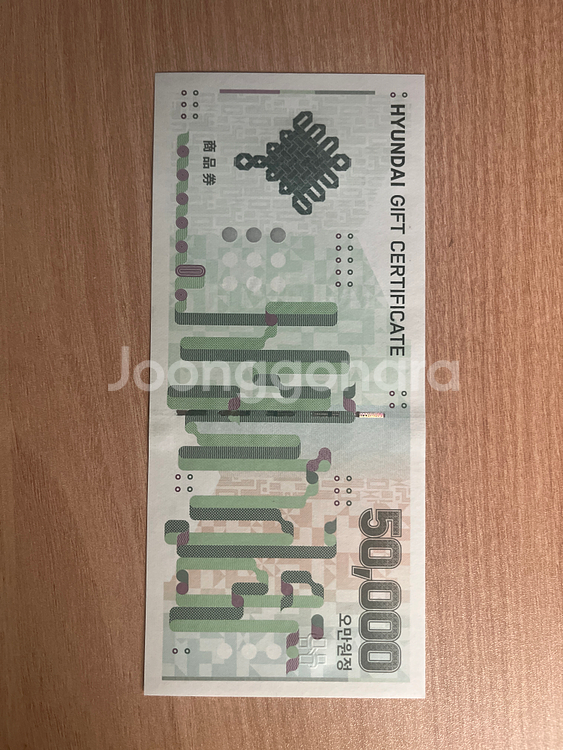 HYUNDAI GIFT CERTIFICATE
商品券
50,000
오만원정
Joonggonara